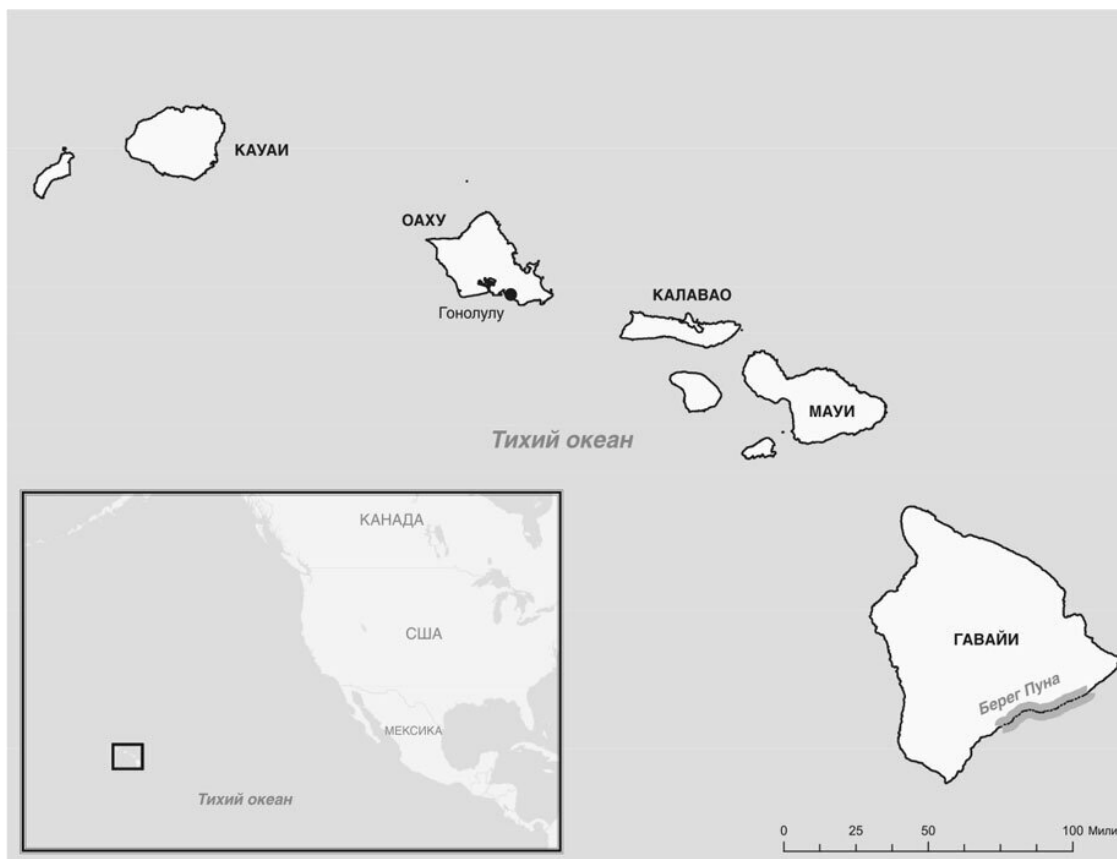 КАУАИ
ОАХУ
Гонолулу
КАЛАВАО
МАУИ
Тихий океан
ГАВАЙИ
Берег Пуна
КАНАДА
США
МЕКСИКА
Тихий океан
0 25 50 100 Мили